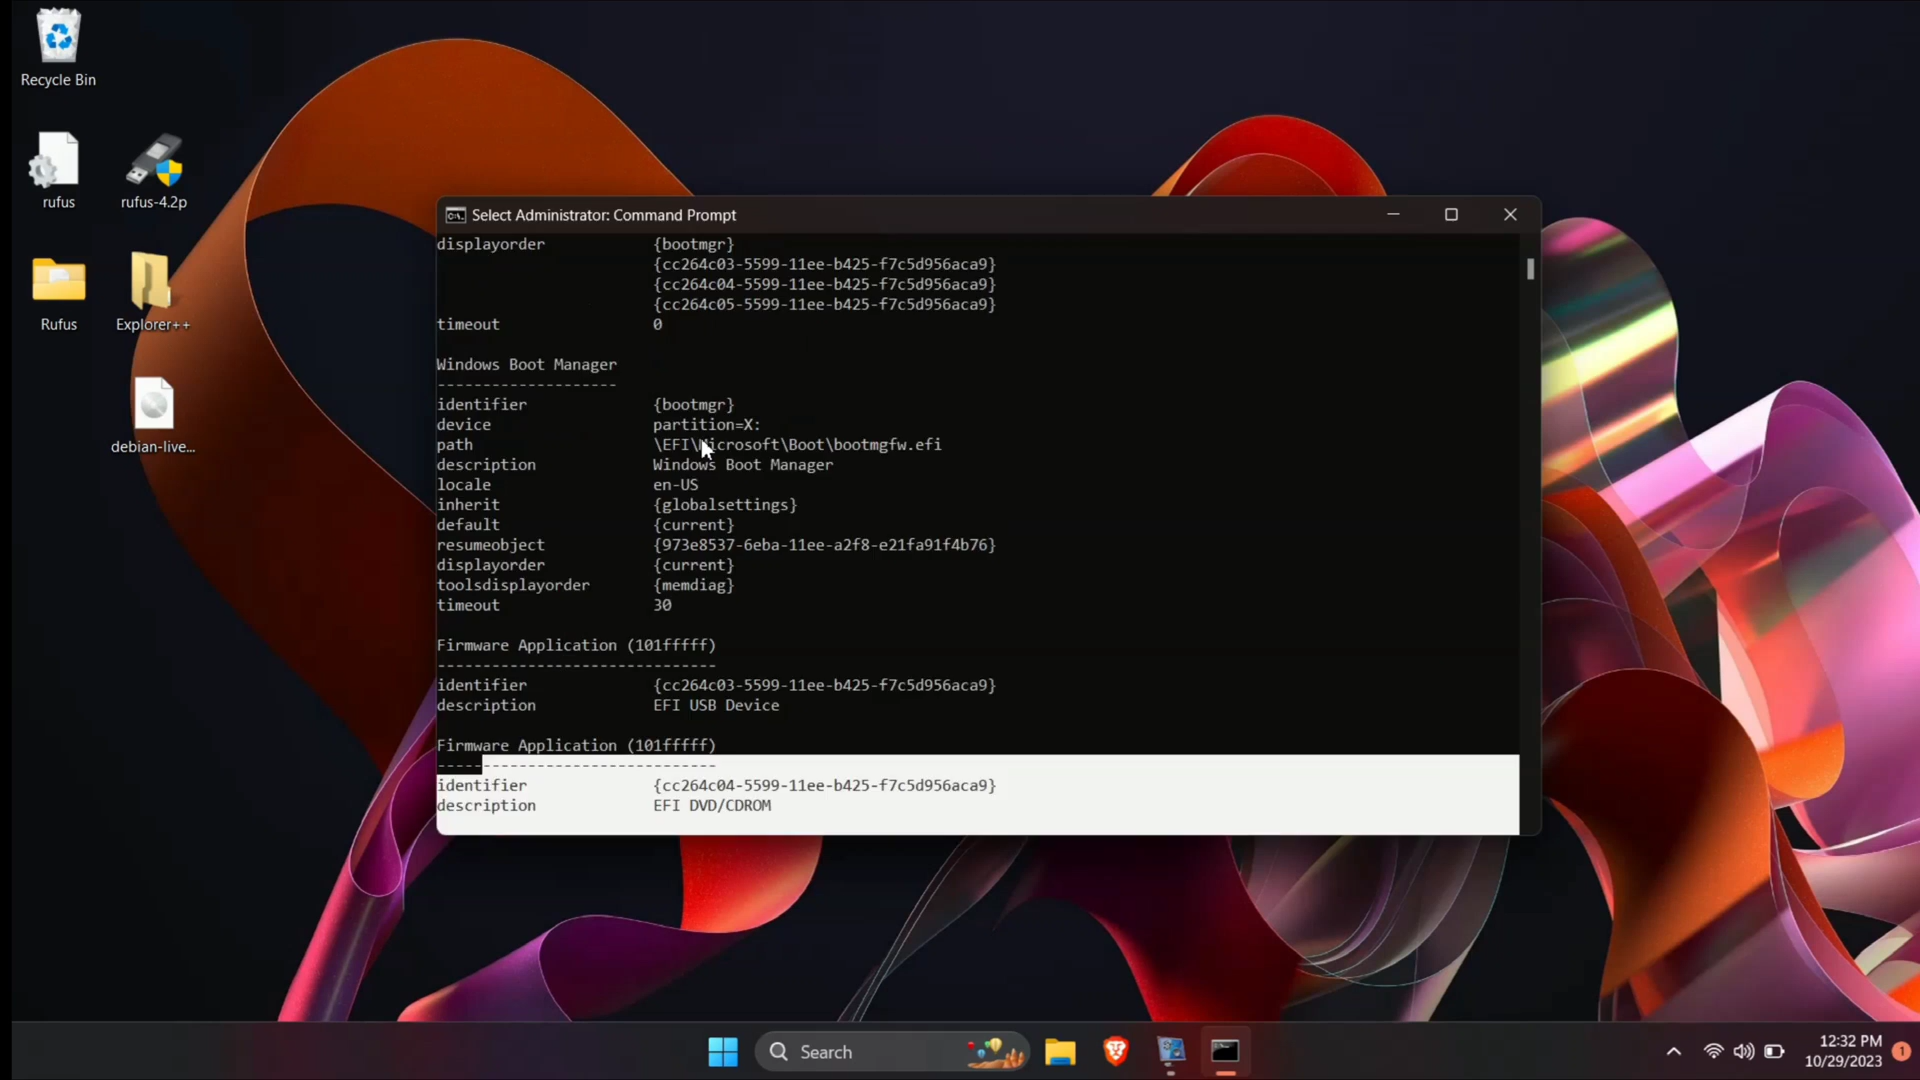 Recycle Bin
rufus
rufus-4.2p
Rufus
Explorer++
debian-live...
Select Administrator: Command Prompt
displayorder {bootmgr}
{cc264c03-5599-11ee-b425-f7c5d956aca9}
{cc264c04-5599-11ee-b425-f7c5d956aca9}
{cc264c05-5599-11ee-b425-f7c5d956aca9}
timeout 0
Windows Boot Manager
--------------------
identifier {bootmgr}
device partition=X:
path \EFI\Microsoft\Boot\bootmgfw.efi
description Windows Boot Manager
locale en-US
inherit {globalsettings}
default {current}
resumeobject {973e8537-6eba-11ee-a2f8-e21fa91f4b76}
displayorder {current}
toolsdisplayorder {memdiag}
timeout 30
Firmware Application (101fffff)
-------------------------------
identifier {cc264c03-5599-11ee-b425-f7c5d956aca9}
description EFI USB Device
Firmware Application (101fffff)
-------------------------------
identifier {cc264c04-5599-11ee-b425-f7c5d956aca9}
description EFI DVD/CDROM
Search
12:32 PM
10/29/2023
1